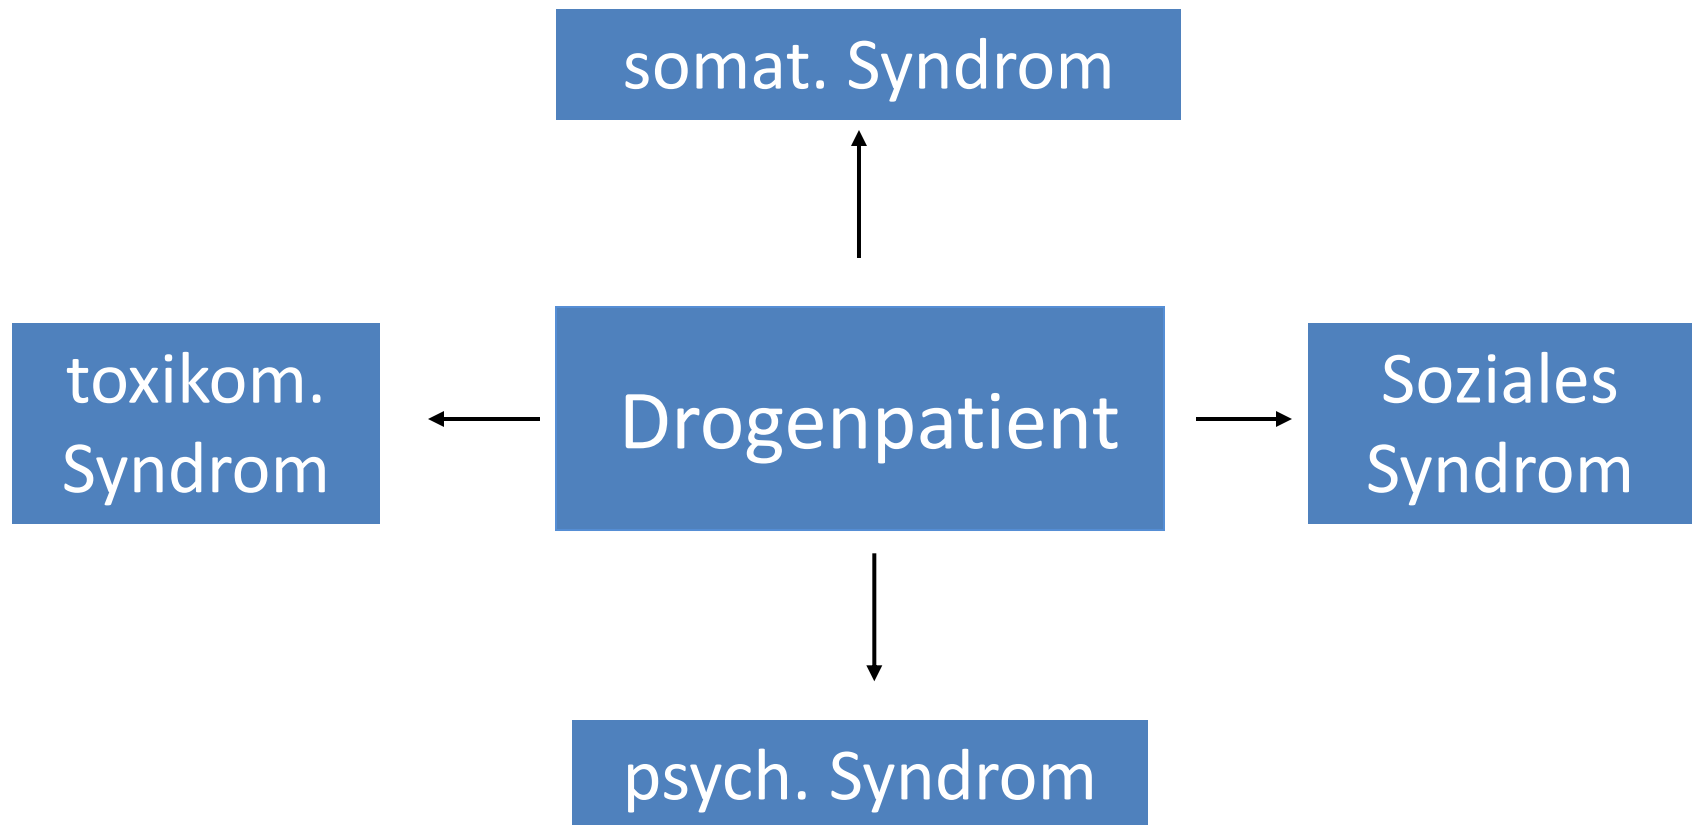 somat. Syndrom
toxikom.
Syndrom
Drogenpatient
Soziales
Syndrom
psych. Syndrom